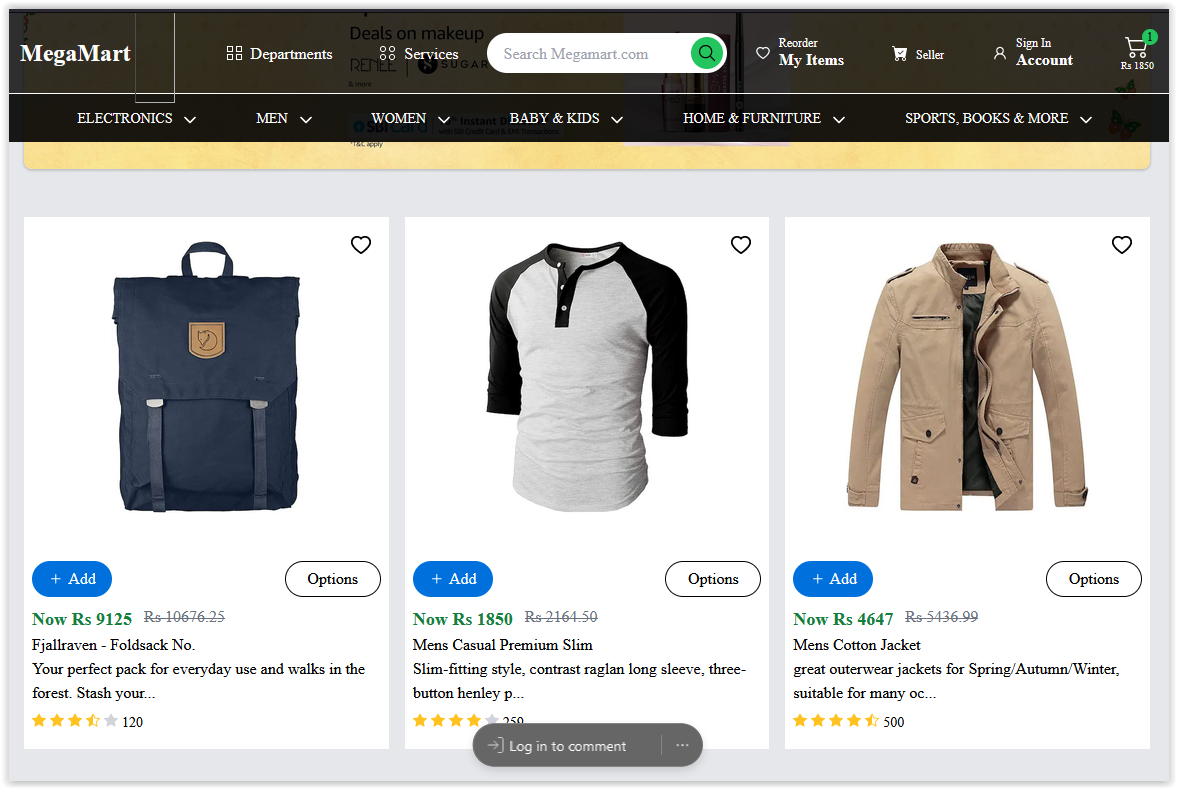 Deals on makeup
MegaMart
Departments
Services
Search Megamart.com
Reorder
My Items
Seller
Sign In
Account
1
Rs 1850
RENEE
SUGAR
& more
ELECTRONICS
MEN
WOMEN
BABY & KIDS
HOME & FURNITURE
SPORTS, BOOKS & MORE
SBI Card
Instant
with SBI Credit Card & EMI Transactions
*T&C apply
+ Add
Options
Now Rs 9125 Rs 10676.25
Fjallraven - Foldsack No.
Your perfect pack for everyday use and walks in the
forest. Stash your...
120
+ Add
Options
Now Rs 1850 Rs 2164.50
Mens Casual Premium Slim
Slim-fitting style, contrast raglan long sleeve, three-
button henley p...
259
+ Add
Options
Now Rs 4647 Rs 5436.99
Mens Cotton Jacket
great outerwear jackets for Spring/Autumn/Winter,
suitable for many oc...
500
Log in to comment